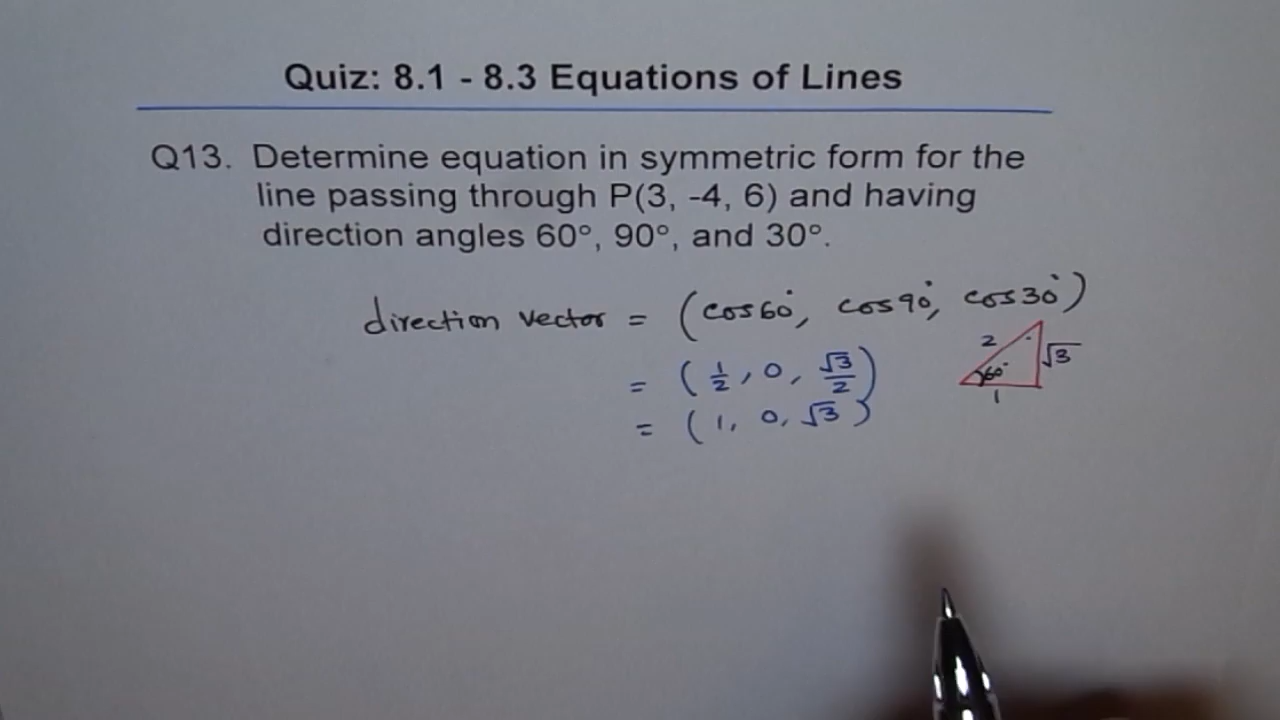 Quiz: 8.1 - 8.3 Equations of Lines
Q13. Determine equation in symmetric form for the
line passing through P(3, -4, 6) and having
direction angles 60°, 90°, and 30°.
direction vector = (cos60°, cos90°, cos30°)
= (1/2, 0, √3/2)
= (1, 0, √3)
2
√3
60°
1